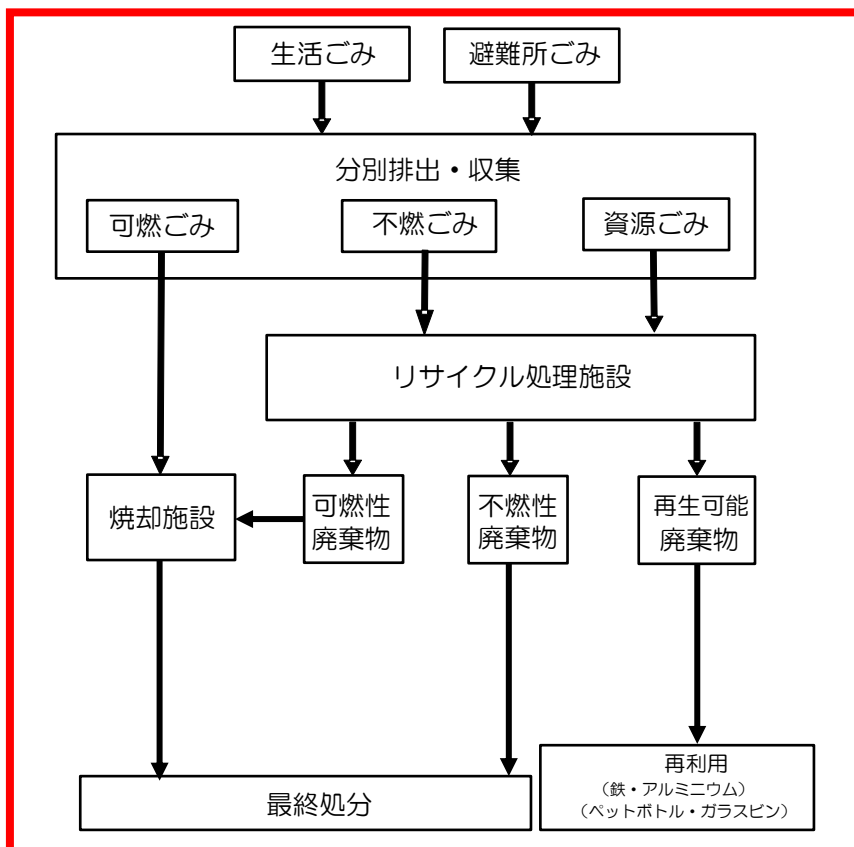 生活ごみ
避難所ごみ
分別排出・収集
可燃ごみ
不燃ごみ
資源ごみ
リサイクル処理施設
焼却施設
可燃性
廃棄物
不燃性
廃棄物
再生可能
廃棄物
最終処分
再利用
（鉄・アルミニウム）
（ペットボトル・ガラスビン）